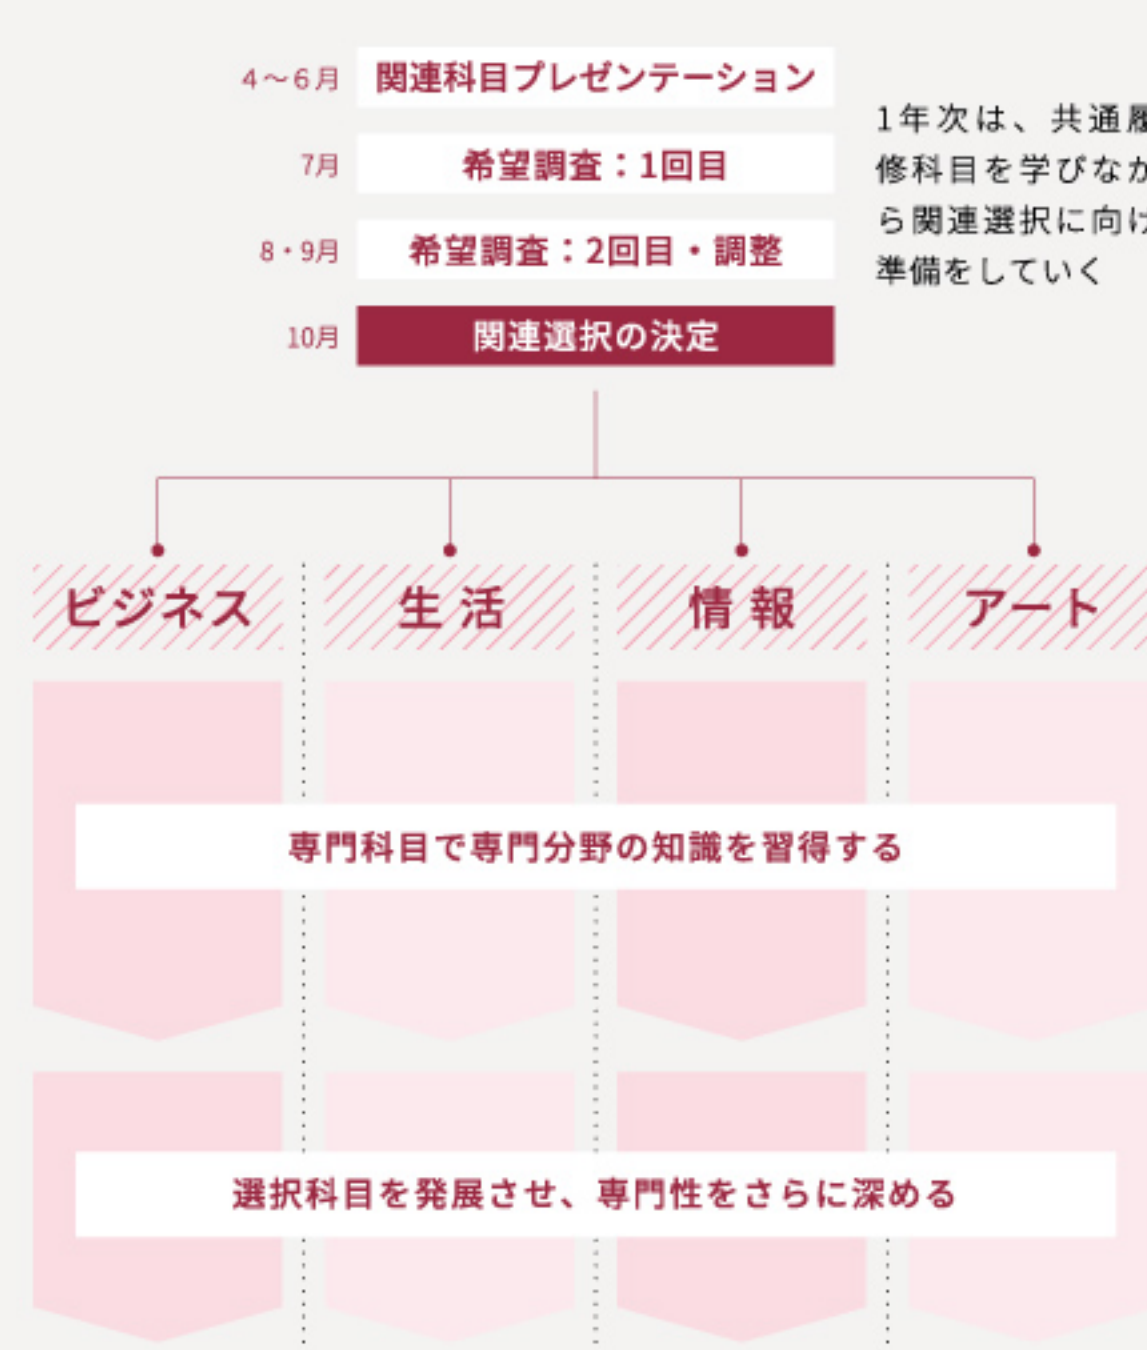 4〜6月 関連科目プレゼンテーション
7月 希望調査：1回目
8・9月 希望調査：2回目・調整
10月 関連選択の決定
1年次は、共通履
修科目を学びなが
ら関連選択に向け
準備をしていく
ビジネス 生活 情報 アート
専門科目で専門分野の知識を習得する
選択科目を発展させ、専門性をさらに深める